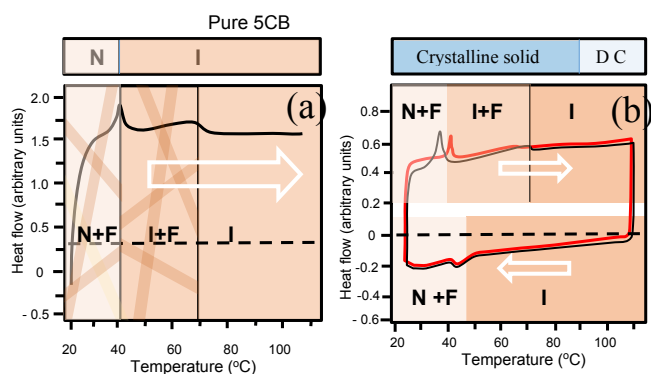 Pure 5CB
N I
Crystalline solid D C
(a)
2.0
1.5
1.0
0.5
0
- 0.5
Heat flow (arbitrary units)
N+F I+F I
20 40 60 80 100
Temperature (oC)
(b)
N+F I+F I
0.8
0.6
0.4
0.2
0
-0.2
-0.4
- 0.6
Heat flow (arbitrary units)
N +F I
20 40 60 80 100
Temperature (oC)